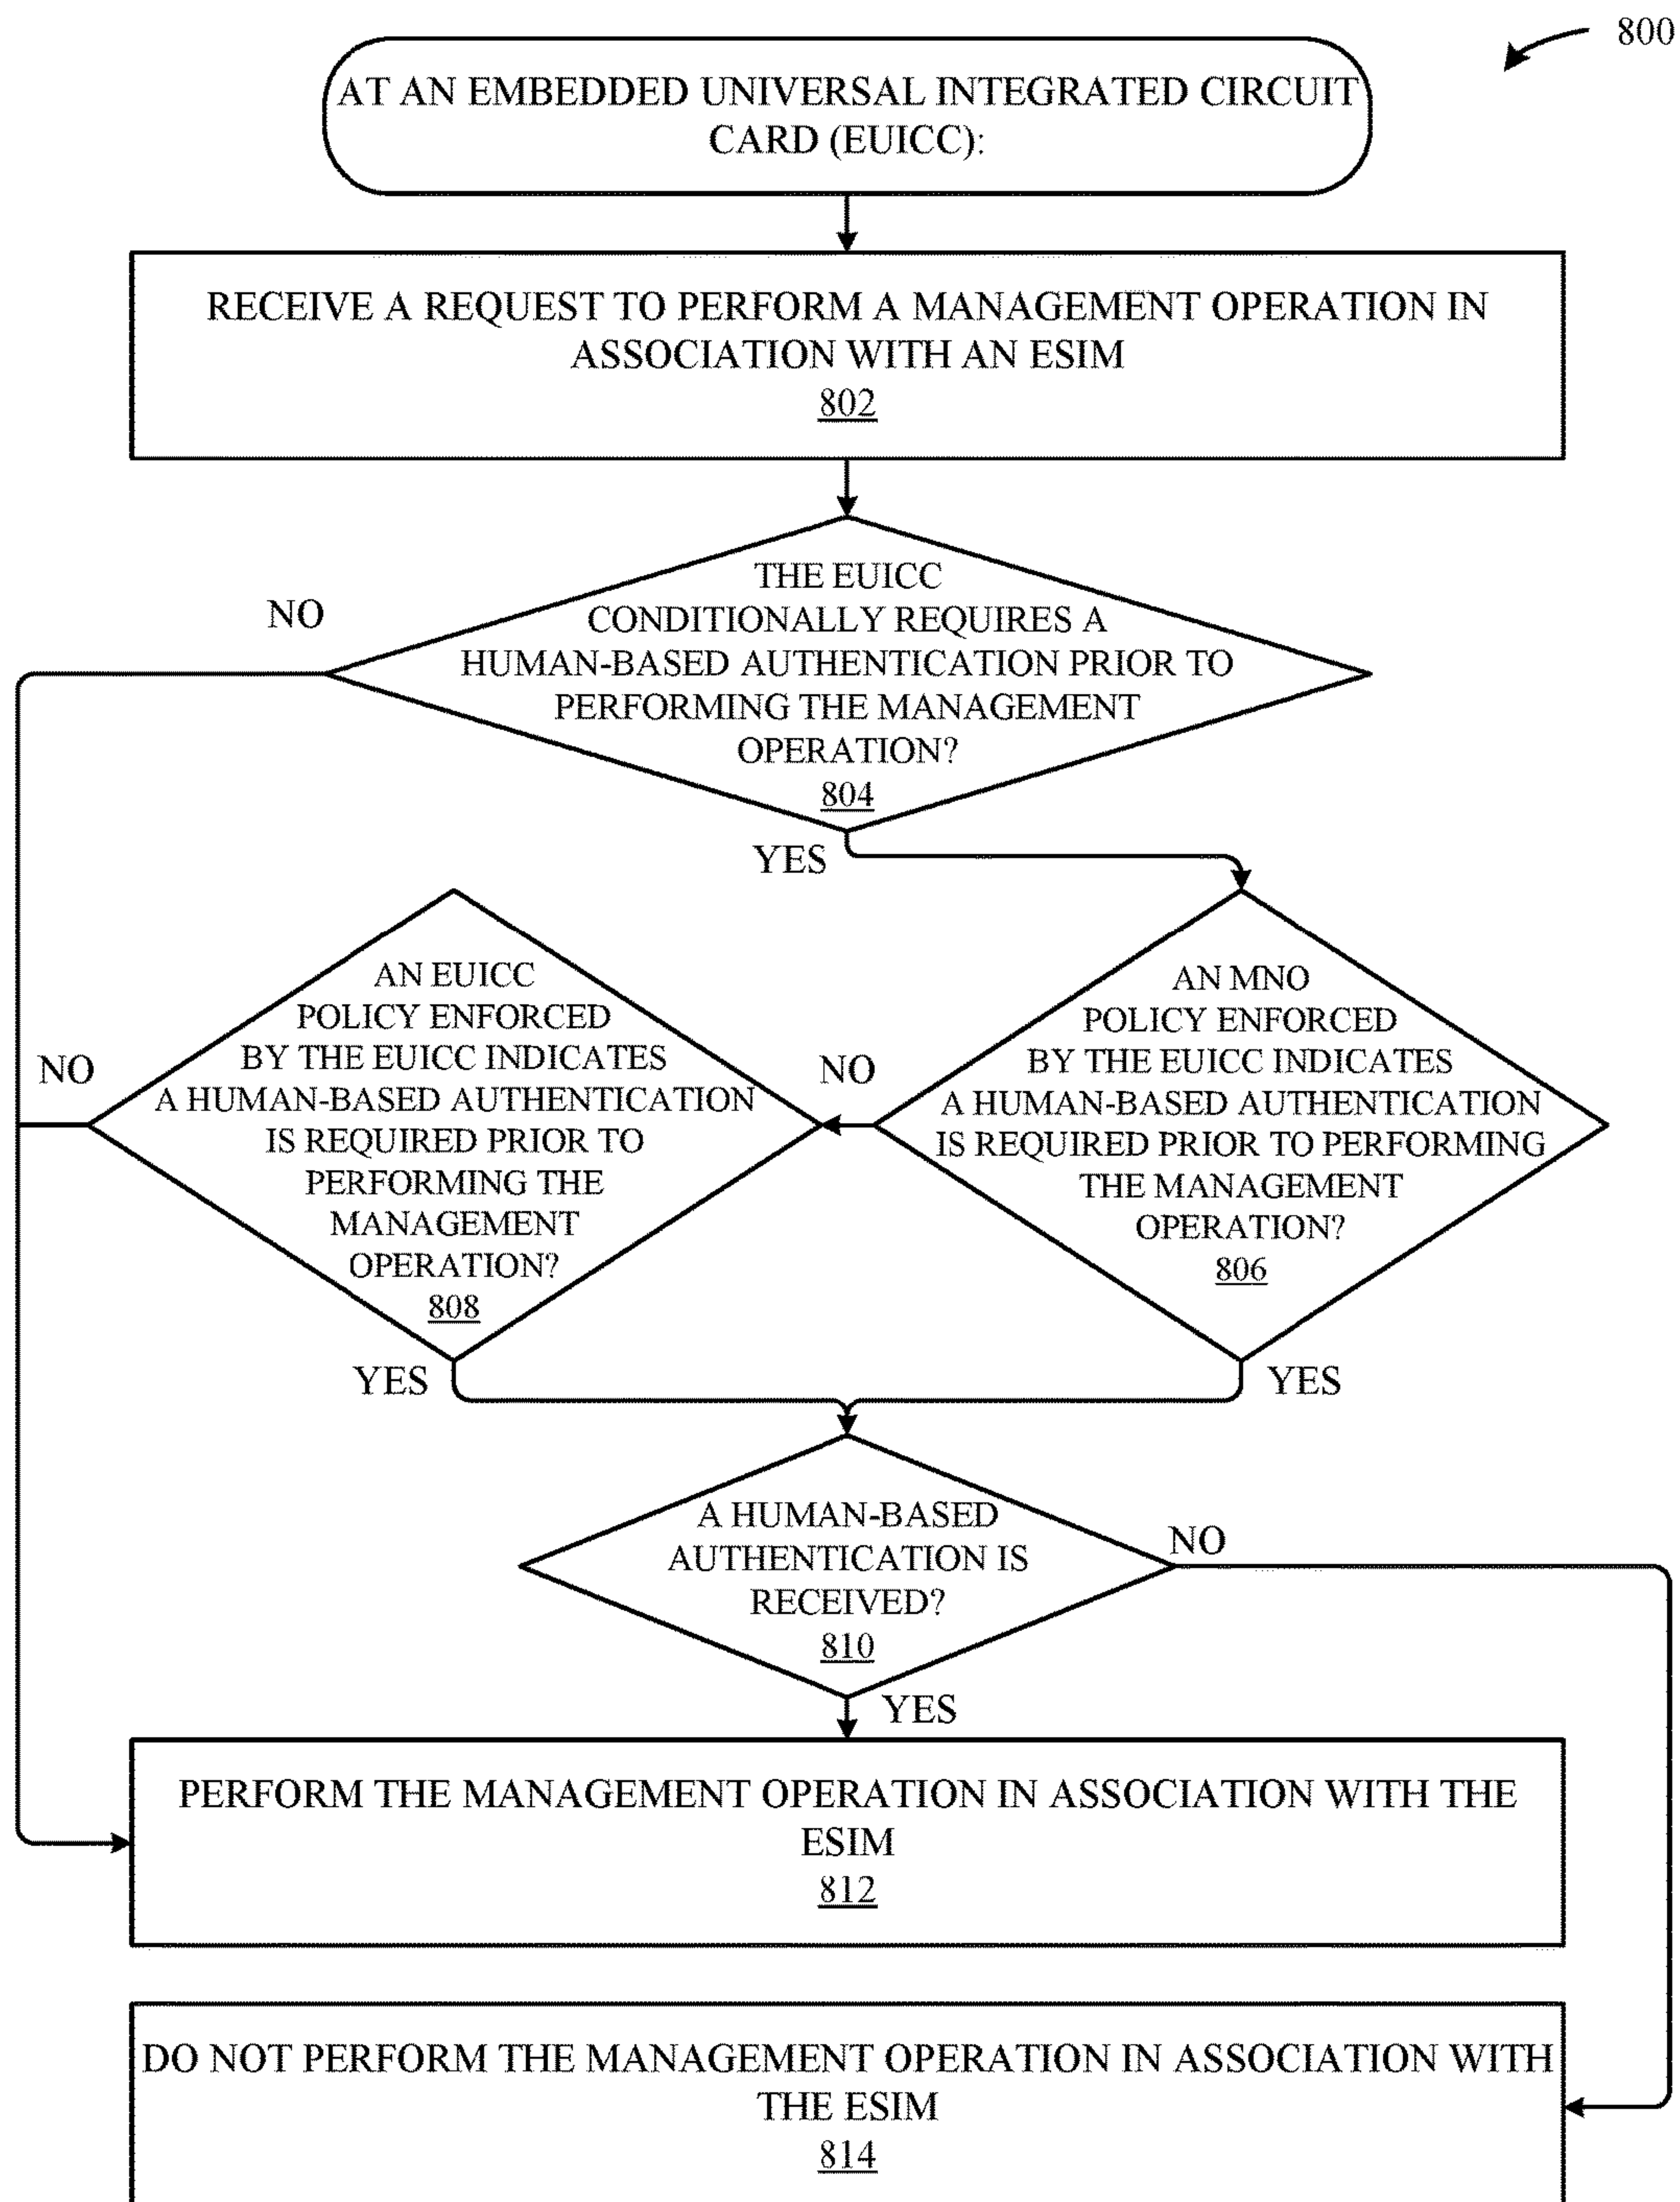 800
AT AN EMBEDDED UNIVERSAL INTEGRATED CIRCUIT
CARD (EUICC):
RECEIVE A REQUEST TO PERFORM A MANAGEMENT OPERATION IN
ASSOCIATION WITH AN ESIM
802
THE EUICC
CONDITIONALLY REQUIRES A
HUMAN-BASED AUTHENTICATION PRIOR TO
PERFORMING THE MANAGEMENT
OPERATION?
804
NO
YES
AN MNO
POLICY ENFORCED
BY THE EUICC INDICATES
A HUMAN-BASED AUTHENTICATION
IS REQUIRED PRIOR TO PERFORMING
THE MANAGEMENT
OPERATION?
806
NO
YES
AN EUICC
POLICY ENFORCED
BY THE EUICC INDICATES
A HUMAN-BASED AUTHENTICATION
IS REQUIRED PRIOR TO
PERFORMING THE
MANAGEMENT
OPERATION?
808
NO
YES
A HUMAN-BASED
AUTHENTICATION IS
RECEIVED?
810
NO
YES
PERFORM THE MANAGEMENT OPERATION IN ASSOCIATION WITH THE
ESIM
812
DO NOT PERFORM THE MANAGEMENT OPERATION IN ASSOCIATION WITH
THE ESIM
814